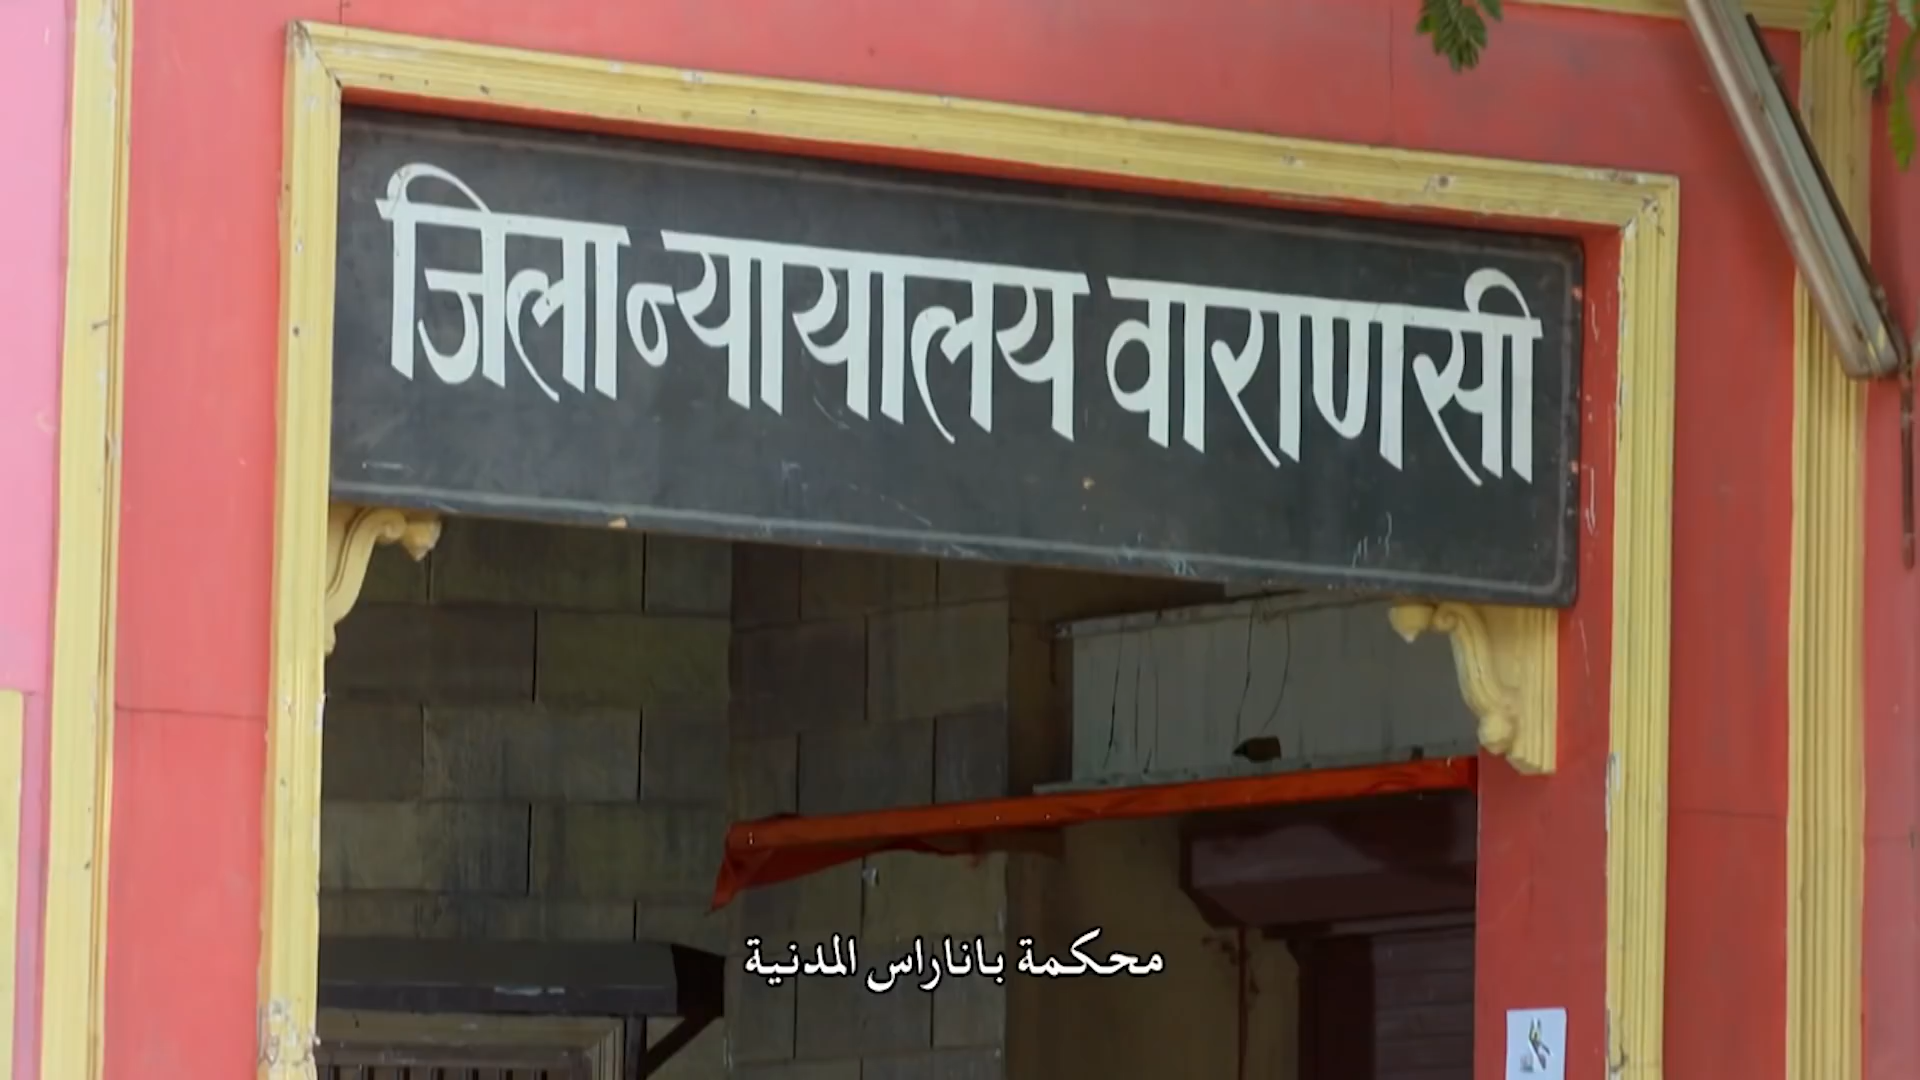 जिला न्यायालय वाराणसी
محكمة باناراس المدنية